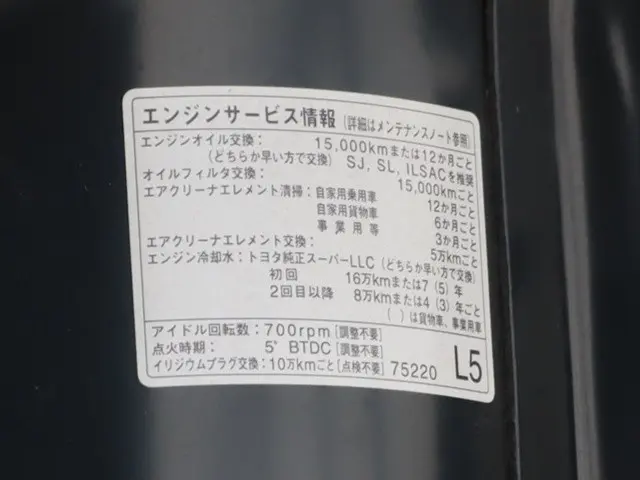 エンジンサービス情報 (詳細はメンテナンスノート参照)
エンジンオイル交換: 15,000kmまたは12か月ごと
(どちらか早い方で交換) SJ, SL, ILSACを推奨
オイルフィルタ交換: 15,000kmごと
エアクリーナエレメント清掃: 自家用乗用車 12か月ごと
自家用貨物車 6か月ごと
事業用等 3か月ごと
エアクリーナエレメント交換: 5万kmごと
エンジン冷却水: トヨタ純正スーパーLLC (どちらか早い方で交換)
初回 16万kmまたは7 (5) 年
2回目以降 8万kmまたは4 (3) 年ごと
( )は貨物車、事業用車
アイドル回転数: 700rpm [調整不要]
点火時期: 5° BTDC [調整不要]
イリジウムプラグ交換: 10万kmごと [点検不要] 75220 L5